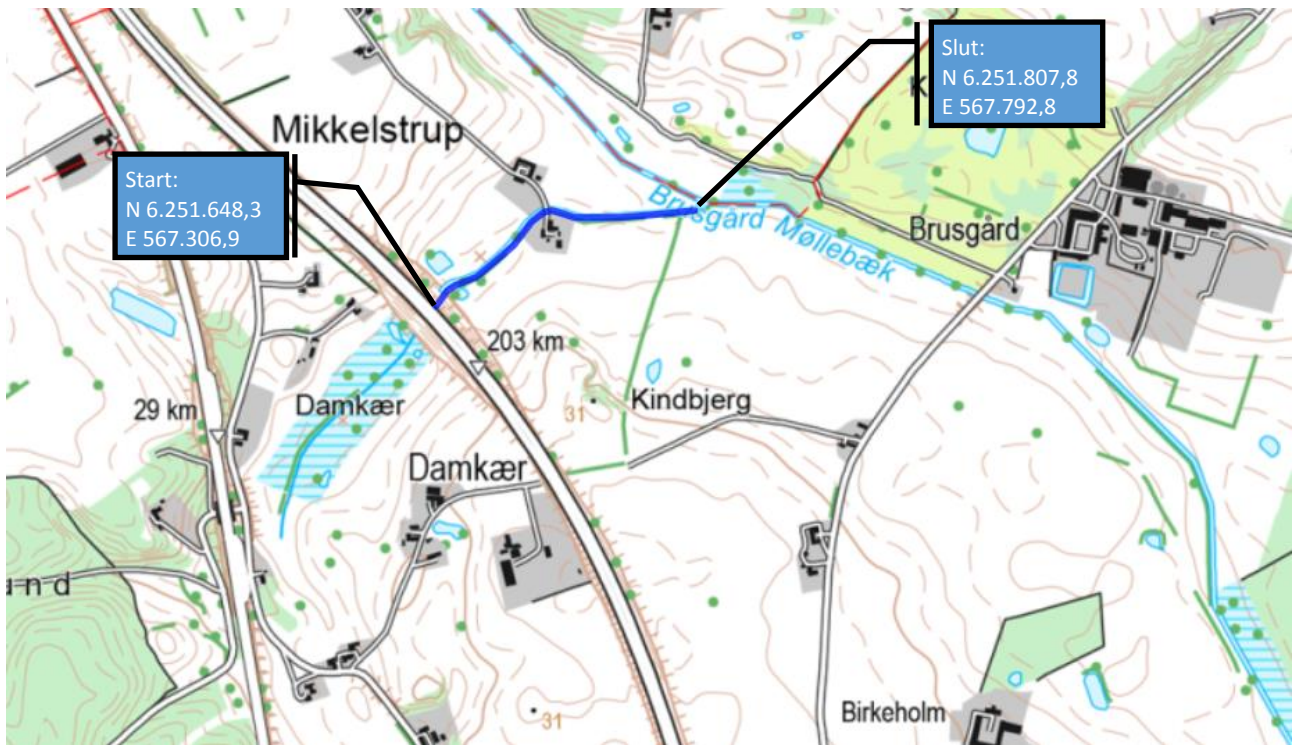 Slut:
N 6.251.807,8
E 567.792,8
K
Mikkelstrup
Start:
N 6.251.648,3
E 567.306,9
Brusgård Møllebæk
Brusgård
203 km
29 km
Damkær
31
Kindbjerg
Damkær
and
31
Birkeholm